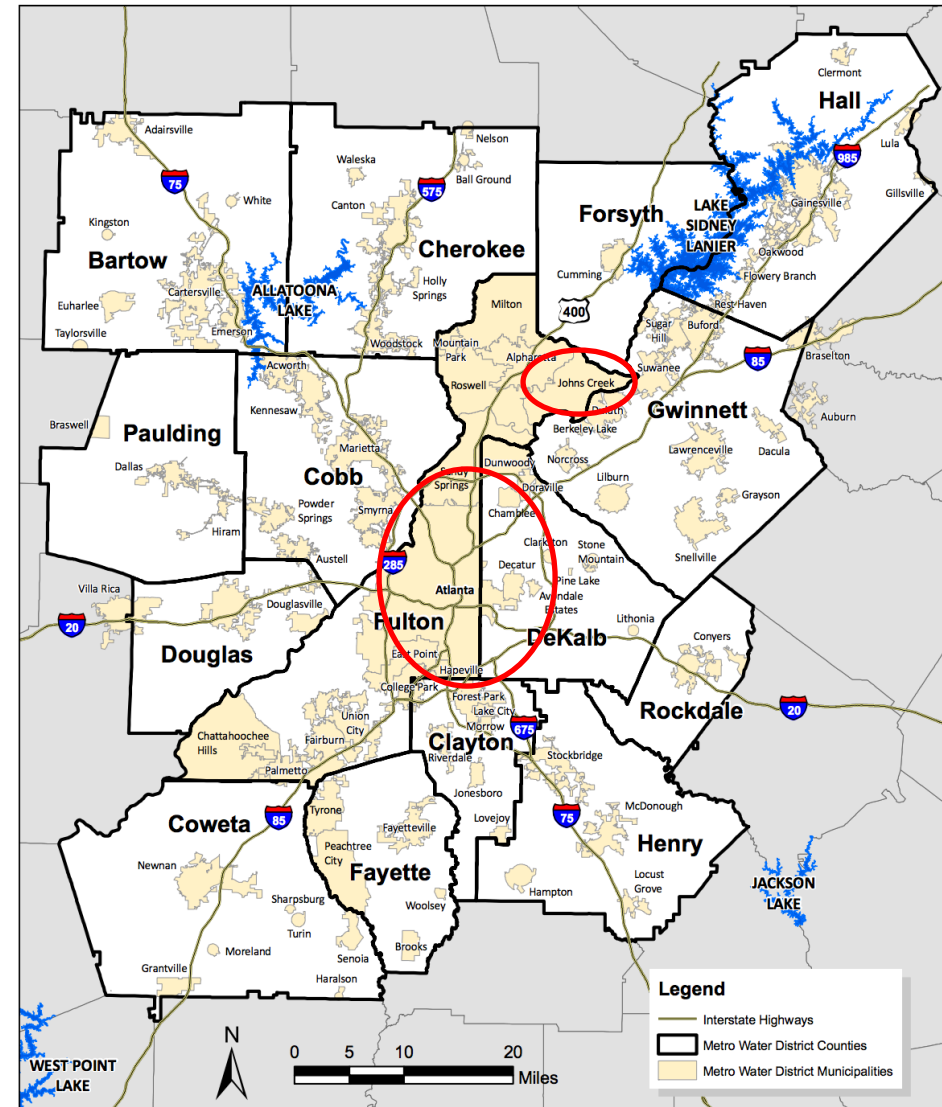 Clermont
Hall
Adairsville
Nelson
Lula
Waleska
985
75
Ball Ground
575
White
Canton
Gillsville
Gainesville
Forsyth
LAKE
SIDNEY
LANIER
Kingston
Cherokee
Bartow
Oakwood
Cumming
Flowery Branch
Holly
Springs
Cartersville
ALLATOONA
LAKE
Euharlee
Milton
Rest Haven
400
Emerson
Sugar
Hill
Buford
Taylorsville
Woodstock
Mountain
Park
Alpharetta
85
Braselton
Acworth
Suwanee
Roswell
Johns Creek
Kennesaw
Duluth
Gwinnett
Auburn
Braswell
Paulding
Berkeley Lake
Marietta
Lawrenceville
Dacula
Dallas
Cobb
Dunwoody
Norcross
Sandy
Springs
Lilburn
Doraville
Grayson
Powder
Springs
Smyrna
Chamblee
Hiram
Clarkston
Stone
Mountain
Snellville
Austell
285
Decatur
Villa Rica
Pine Lake
Atlanta
Avondale
Estates
Douglasville
Lithonia
20
Fulton
DeKalb
Conyers
Douglas
East Point
Hapeville
College Park
Rockdale
20
Forest Park
Lake City
Union
City
675
Morrow
Chattahoochee
Hills
Fairburn
Clayton
Riverdale
Stockbridge
Palmetto
Jonesboro
McDonough
Tyrone
85
75
Coweta
Lovejoy
Fayetteville
Henry
Peachtree
City
Newnan
Fayette
Locust
Grove
Hampton
JACKSON
LAKE
Sharpsburg
Woolsey
Turin
Moreland
Brooks
Senoia
Grantville
Haralson
Legend
Interstate Highways
Metro Water District Counties
Metro Water District Municipalities
N
0 5 10 20
Miles
WEST POINT
LAKE